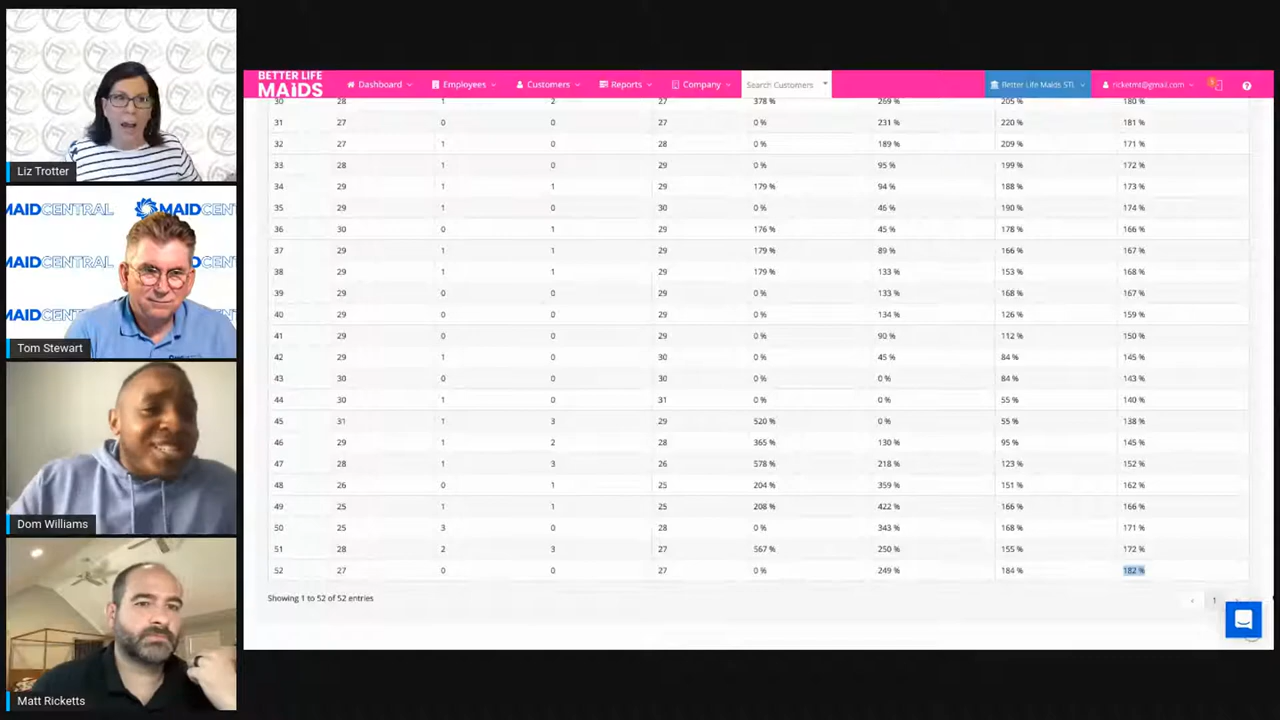 Liz Trotter
MAIDCENTRAL MAIDCENT
Tom Stewart
Dom Williams
Matt Ricketts
BETTER LIFE
MAIDS
Dashboard Employees Customers Reports Company Search Customers Better Life Maids STL ricketmt@gmail.com
30 28 1 2 27 378 % 269 % 205 % 180 %
31 27 0 0 27 0 % 231 % 220 % 181 %
32 27 1 0 28 0 % 189 % 209 % 171 %
33 28 1 0 29 0 % 95 % 199 % 172 %
34 29 1 1 29 179 % 94 % 188 % 173 %
35 29 1 0 30 0 % 46 % 190 % 174 %
36 30 0 1 29 176 % 45 % 178 % 166 %
37 29 1 1 29 179 % 89 % 166 % 167 %
38 29 1 1 29 179 % 133 % 153 % 168 %
39 29 0 0 29 0 % 133 % 168 % 167 %
40 29 0 0 29 0 % 134 % 126 % 159 %
41 29 0 0 29 0 % 90 % 112 % 150 %
42 29 1 0 30 0 % 45 % 84 % 145 %
43 30 0 0 30 0 % 0 % 84 % 143 %
44 30 1 0 31 0 % 0 % 55 % 140 %
45 31 1 3 29 520 % 0 % 55 % 138 %
46 29 1 2 28 365 % 130 % 95 % 145 %
47 28 1 3 26 578 % 218 % 123 % 152 %
48 26 0 1 25 204 % 359 % 151 % 162 %
49 25 1 1 25 208 % 422 % 166 % 166 %
50 25 3 0 28 0 % 343 % 168 % 171 %
51 28 2 3 27 567 % 250 % 155 % 172 %
52 27 0 0 27 0 % 249 % 184 % 182 %
Showing 1 to 52 of 52 entries
1